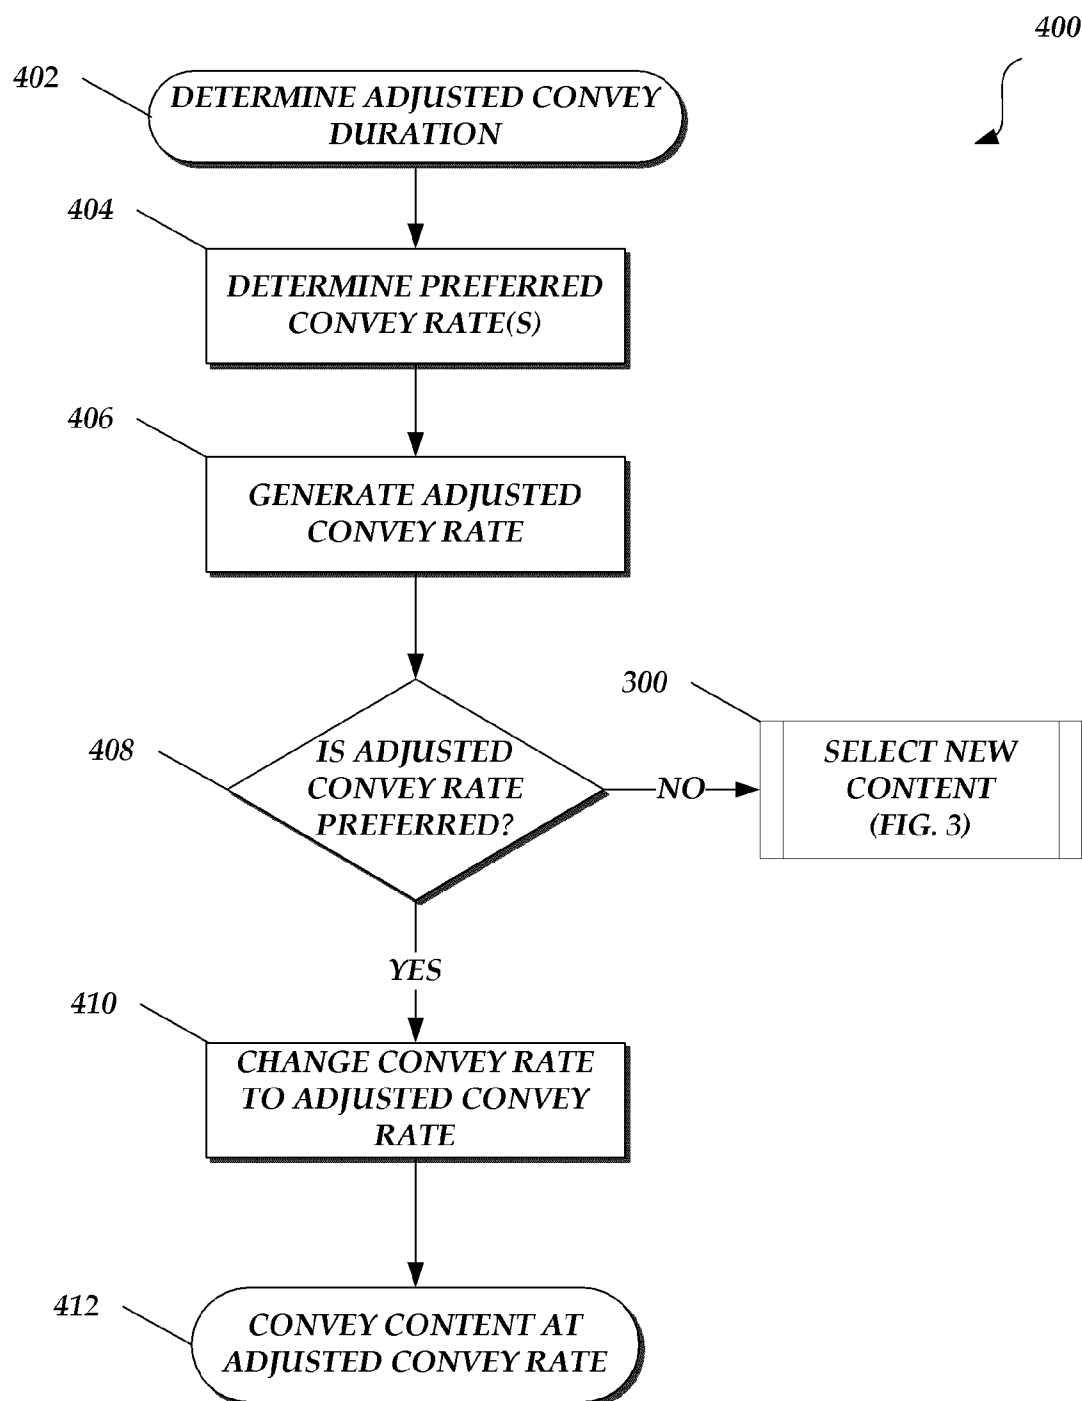 400
402
DETERMINE ADJUSTED CONVEY
DURATION
404
DETERMINE PREFERRED
CONVEY RATE(S)
406
GENERATE ADJUSTED
CONVEY RATE
300
408
IS ADJUSTED
CONVEY RATE
PREFERRED?
NO
SELECT NEW
CONTENT
(FIG. 3)
YES
410
CHANGE CONVEY RATE
TO ADJUSTED CONVEY
RATE
412
CONVEY CONTENT AT
ADJUSTED CONVEY RATE